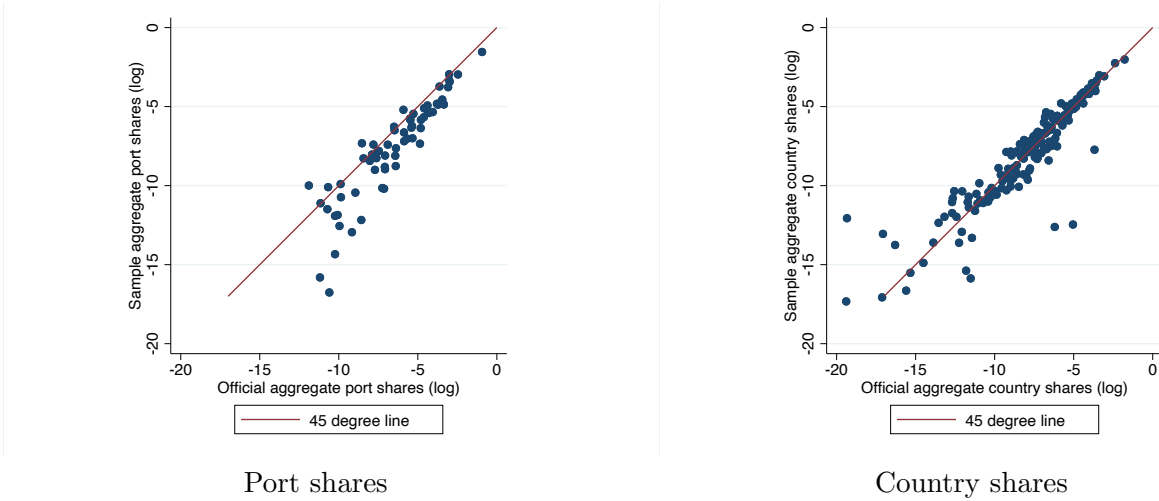 Sample aggregate port shares (log)
0
-5
-10
-15
-20
-20 -15 -10 -5 0
Official aggregate port shares (log)
45 degree line
Port shares
Sample aggregate country shares (log)
0
-5
-10
-15
-20
-20 -15 -10 -5 0
Official aggregate country shares (log)
45 degree line
Country shares